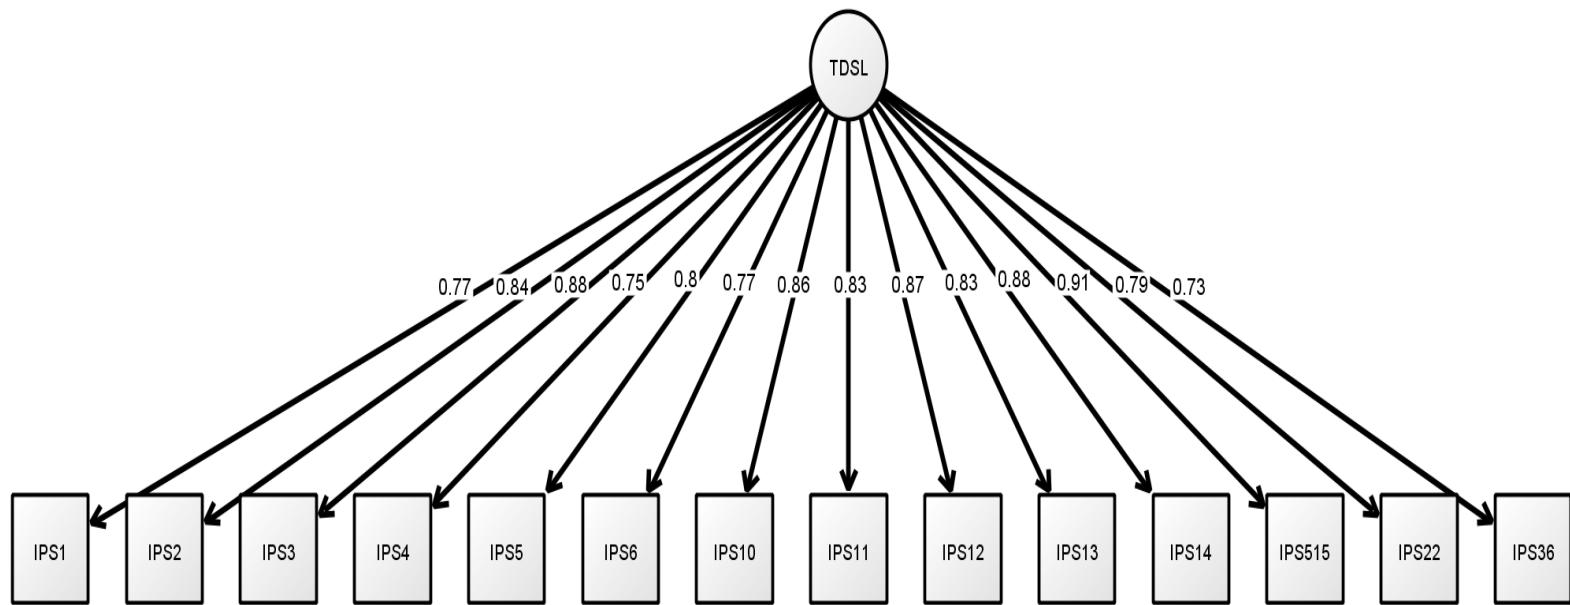 TDSL
0.77 0.84 0.88 0.75 0.8 0.77 0.86 0.83 0.87 0.83 0.88 0.91 0.79 0.73
IPS1 IPS2 IPS3 IPS4 IPS5 IPS6 IPS10 IPS11 IPS12 IPS13 IPS14 IPS515 IPS22 IPS36